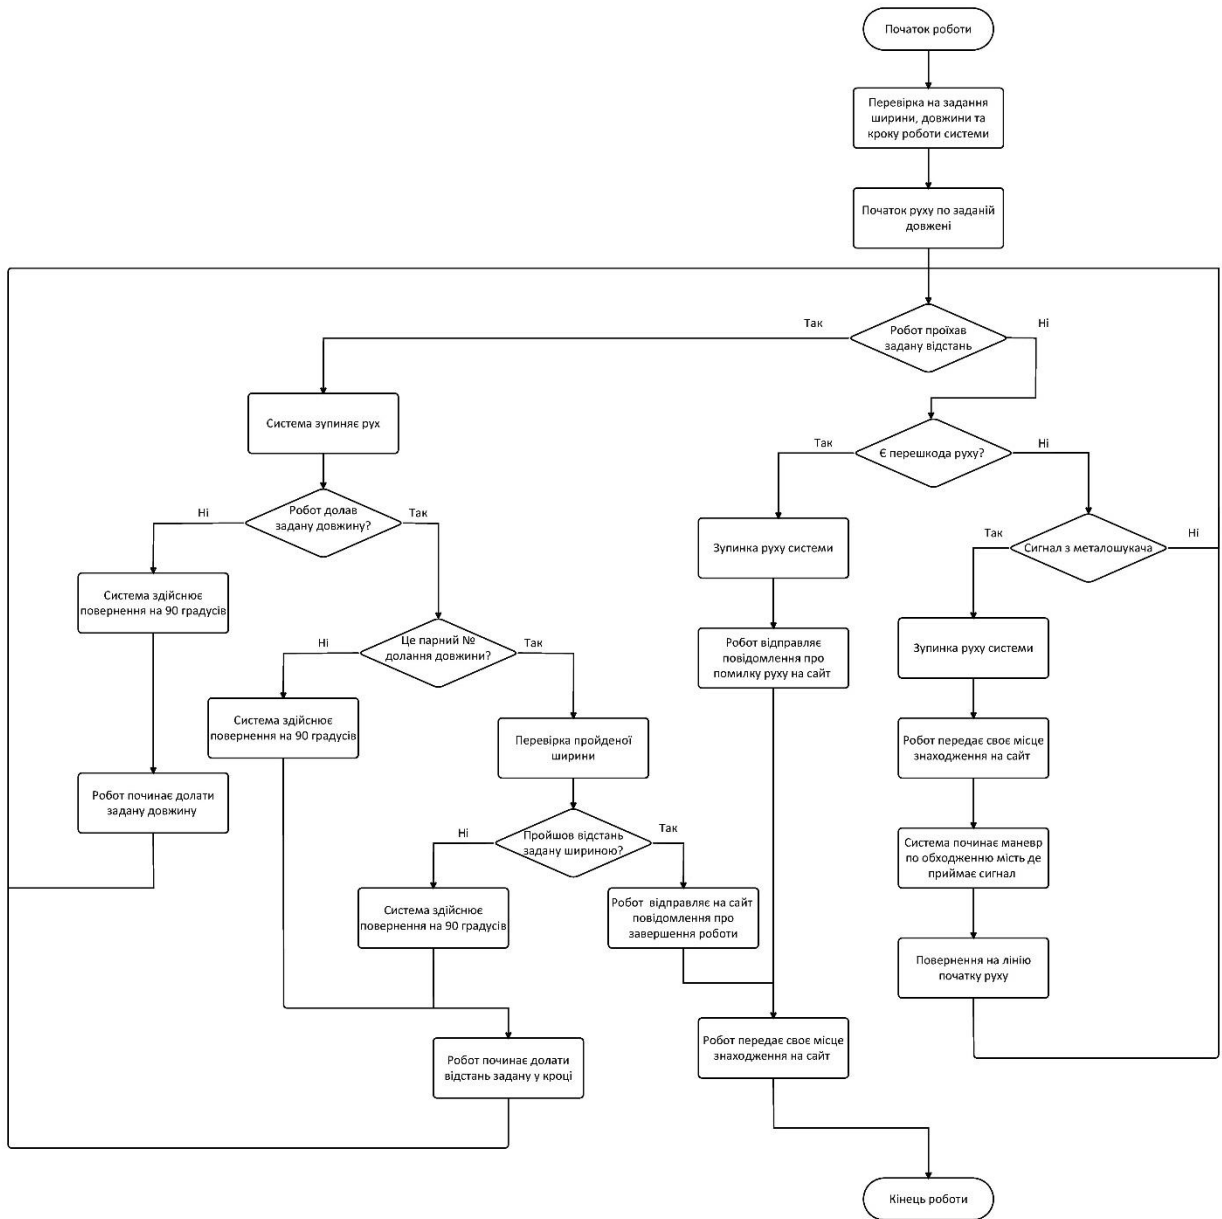 Початок роботи
Перевірка на задання
ширини, довжини та
кроку роботи системи
Початок руху по заданій
довжені
Так
Робот проїхав
задану відстань
Ні
Система зупиняє рух
Так
Є перешкода руху?
Ні
Ні
Робот долав
задану довжину?
Так
Зупинка руху системи
Так
Сигнал з металошукача
Ні
Система здійснює
повернення на 90 градусів
Ні
Це парний №
долання довжини?
Так
Робот відправляє
повідомлення про
помилку руху на сайт
Зупинка руху системи
Система здійснює
повернення на 90 градусів
Перевірка пройденої
ширини
Робот передає своє місце
знаходження на сайт
Робот починає долати
задану довжину
Ні
Пройшов відстань
задану шириною?
Так
Система починає маневр
по обходженню мість де
приймає сигнал
Система здійснює
повернення на 90 градусів
Робот відправляє на сайт
повідомлення про
завершення роботи
Повернення на лінію
початку руху
Робот починає долати
відстань задану у кроці
Робот передає своє місце
знаходження на сайт
Кінець роботи